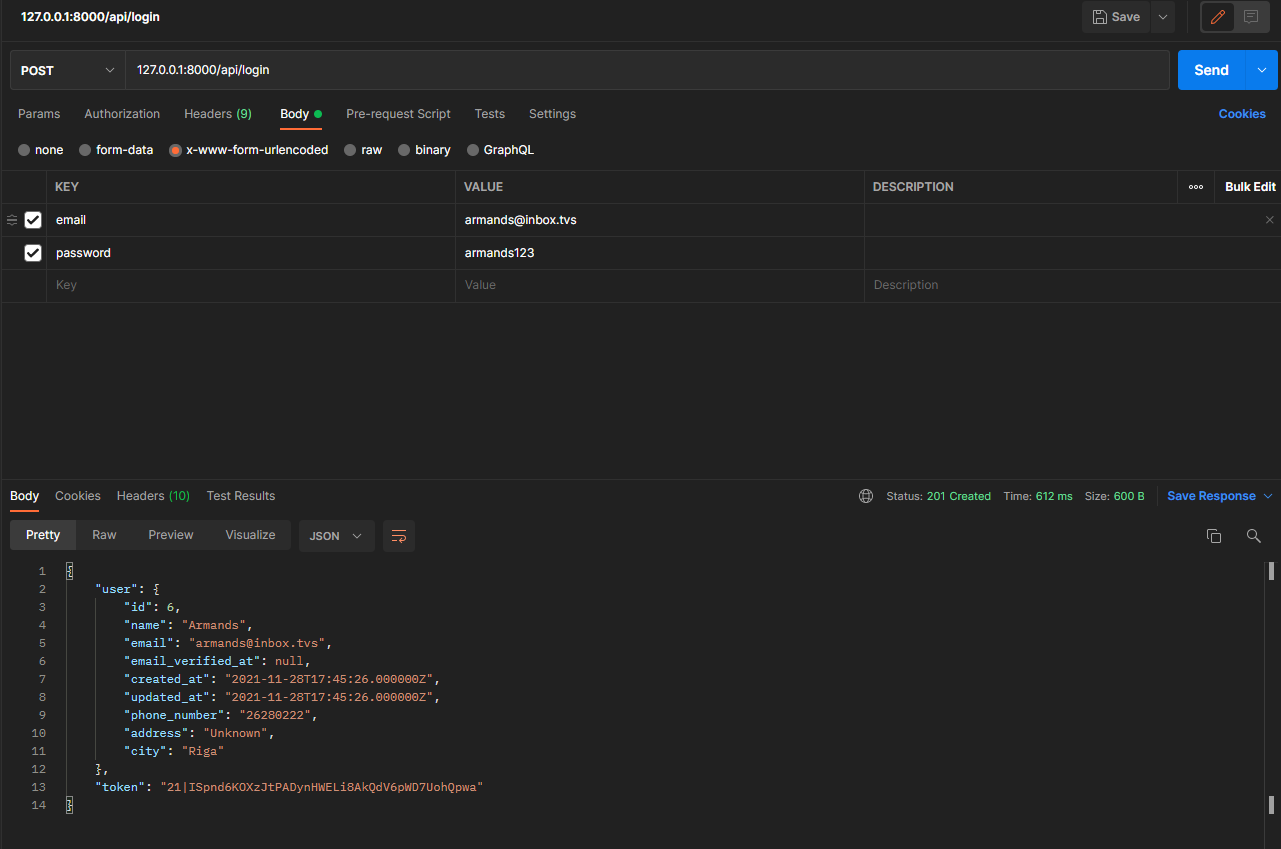 127.0.0.1:8000/api/login Save
POST 127.0.0.1:8000/api/login Send
Params Authorization Headers (9) Body Pre-request Script Tests Settings Cookies
none form-data x-www-form-urlencoded raw binary GraphQL
KEY VALUE DESCRIPTION Bulk Edit
email armands@inbox.tvs
password armands123
Key Value Description
Body Cookies Headers (10) Test Results Status: 201 Created Time: 612 ms Size: 600 B Save Response
Pretty Raw Preview Visualize JSON
1 {
2 "user": {
3 "id": 6,
4 "name": "Armands",
5 "email": "armands@inbox.tvs",
6 "email_verified_at": null,
7 "created_at": "2021-11-28T17:45:26.000000Z",
8 "updated_at": "2021-11-28T17:45:26.000000Z",
9 "phone_number": "26280222",
10 "address": "Unknown",
11 "city": "Riga"
12 },
13 "token": "21|ISpnd6KOXzJtPADynHWELi8AkQdV6pWD7UohQpwa"
14 }